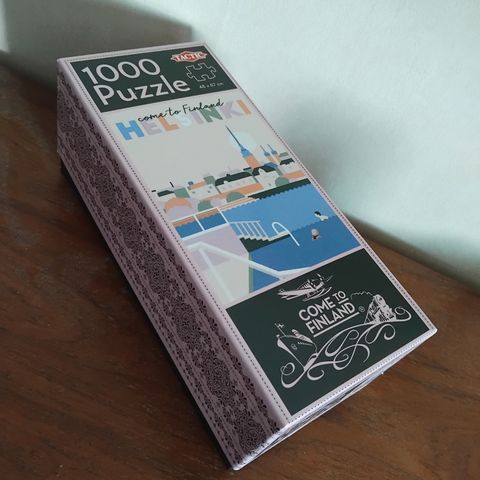 TACTIC
1000
Puzzle
48 x 67 cm
come to Finland
HELSINKI
COME TO
FINLAND